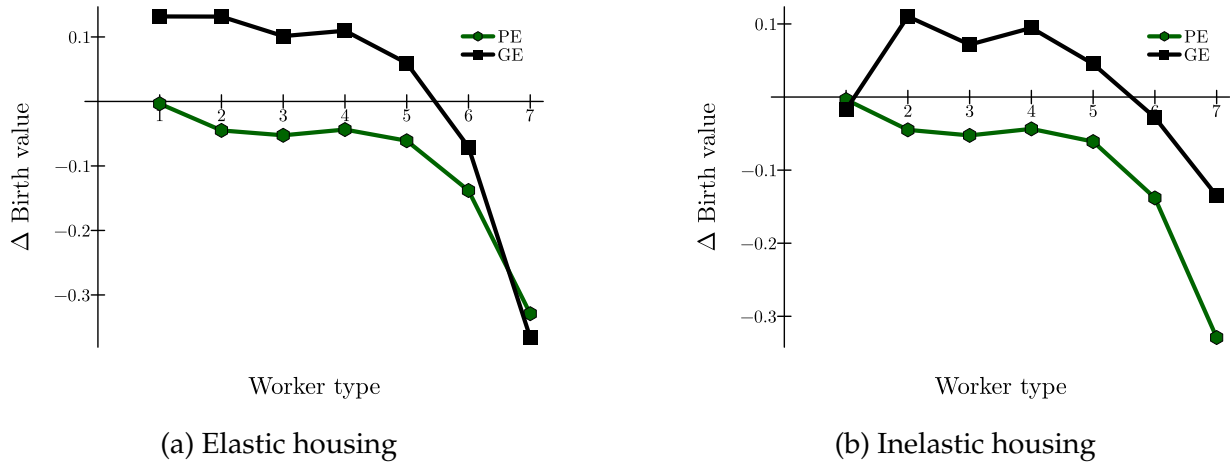 0.1
−0.1
−0.2
−0.3
1 2 3 4 5 6 7
PE
GE
Δ Birth value
Worker type
(a) Elastic housing
0.1
−0.1
−0.2
−0.3
2 3 4 5 6 7
PE
GE
Δ Birth value
Worker type
(b) Inelastic housing